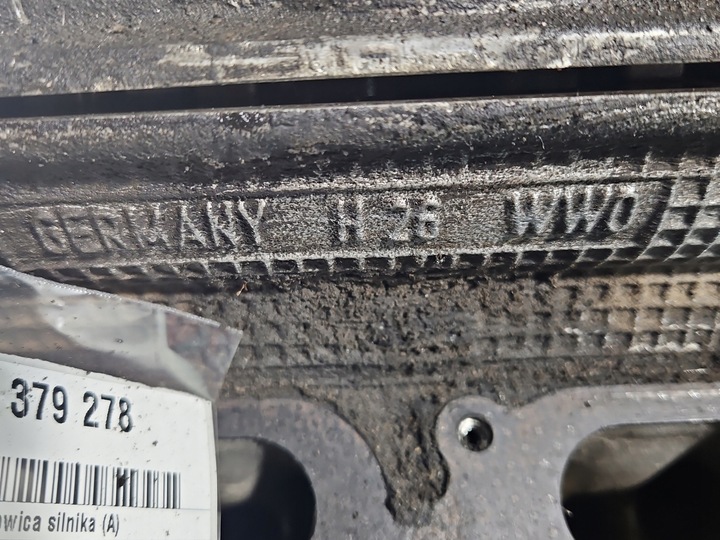 GERMANY H 26 WWO
379 278
owica silnika (A)